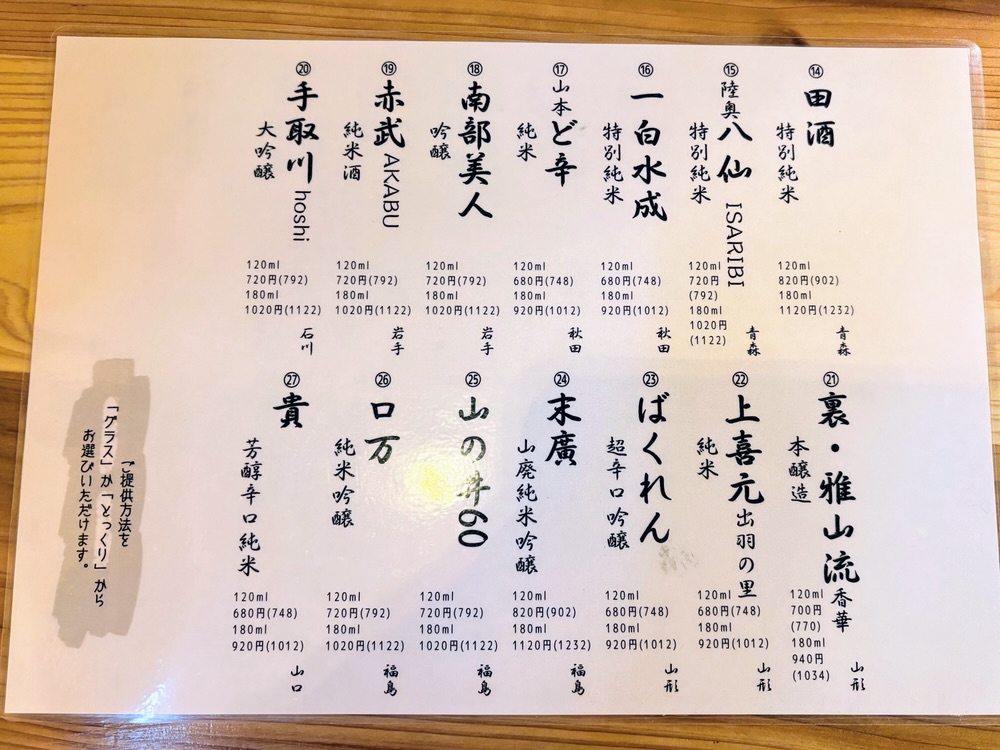 ⑭
田酒
特別純米
120ml
820円(902)
180ml
1120円(1232)
青森
⑮
陸奥八仙 ISARIBI
特別純米
120ml
720円
(792)
180ml
1020円
(1122)
⑯
一白水成
特別純米
120ml
680円(748)
180ml
920円(1012)
秋田
⑰
山本ど辛
純米
120ml
680円(748)
180ml
920円(1012)
秋田
⑱
南部美人
吟醸
120ml
720円(792)
180ml
1020円(1122)
岩手
⑲
赤武 AKABU
純米酒
120ml
720円(792)
180ml
1020円(1122)
岩手
⑳
手取川 hoshi
大吟醸
120ml
720円(792)
180ml
1020円(1122)
石川
青森
㉑
裏・雅山流 香華
本醸造
120ml
700円
(770)
180ml
940円
(1034)
山形
㉒
上喜元 出羽の里
純米
120ml
680円(748)
180ml
920円(1012)
山形
㉓
ばくれん
超辛口吟醸
120ml
680円(748)
180ml
920円(1012)
山形
㉔
末廣
山廃純米吟醸
120ml
820円(902)
180ml
1120円(1232)
福島
㉕
山の井60
120ml
720円(792)
180ml
1020円(1122)
福島
㉖
ロ万
純米吟醸
120ml
720円(792)
180ml
1020円(1122)
福島
㉗
貴
芳醇辛口純米
120ml
680円(748)
180ml
920円(1012)
山口
ご提供方法を
「グラス」か「とっくり」から
お選びいただけます。